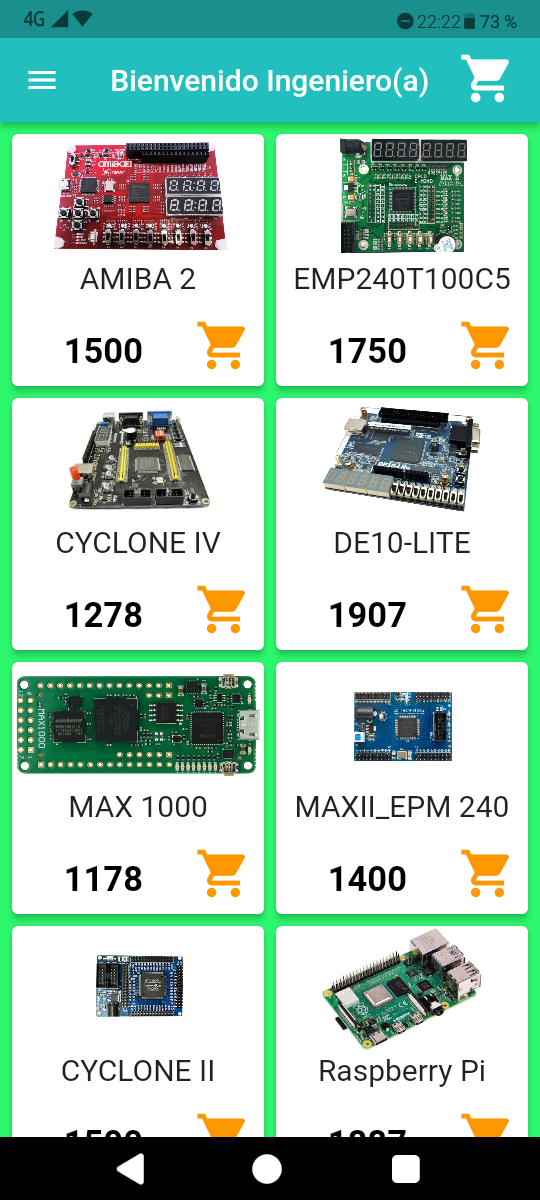 4G 22:22 73 %
Bienvenido Ingeniero(a)
AMIBA 2
EMP240T100C5
1500
1750
CYCLONE IV
DE10-LITE
1278
1907
MAX1000
MAX 1000
MAXII_EPM 240
1178
1400
CYCLONE II
Raspberry Pi